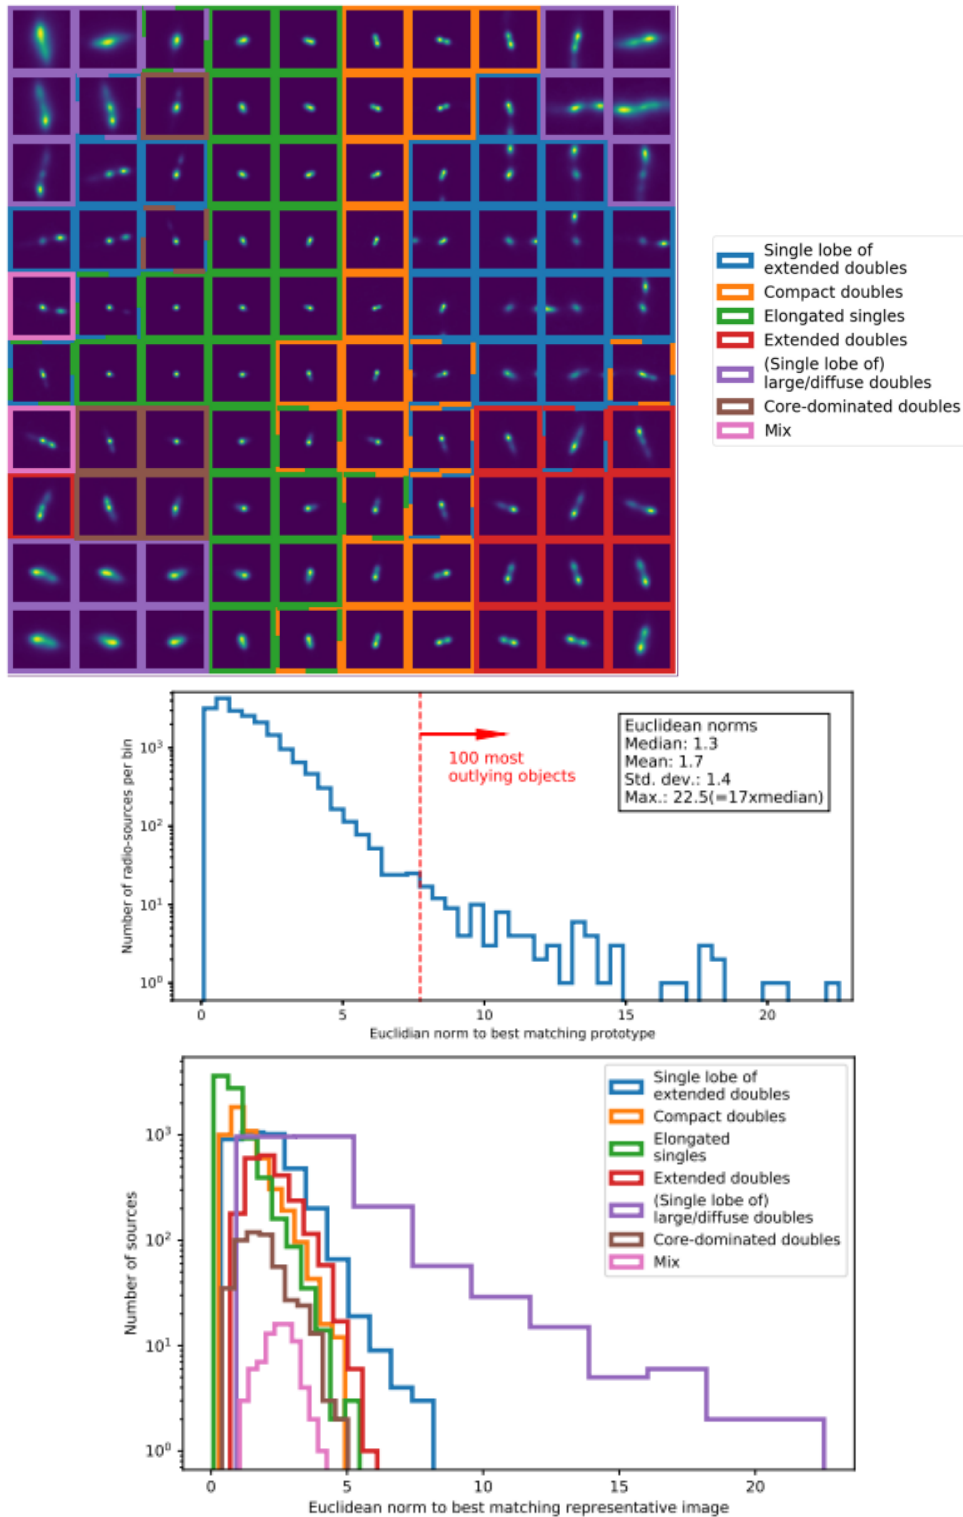 Single lobe of
extended doubles
Compact doubles
Elongated singles
Extended doubles
(Single lobe of)
large/diffuse doubles
Core-dominated doubles
Mix
Number of radio-sources per bin
10³
10²
10¹
10⁰
100 most
outlying objects
Euclidean norms
Median: 1.3
Mean: 1.7
Std. dev.: 1.4
Max.: 22.5(=17xmedian)
0 5 10 15 20
Euclidian norm to best matching prototype
Number of sources
10³
10²
10¹
10⁰
Single lobe of
extended doubles
Compact doubles
Elongated
singles
Extended doubles
(Single lobe of)
large/diffuse doubles
Core-dominated doubles
Mix
0 5 10 15 20
Euclidean norm to best matching representative image